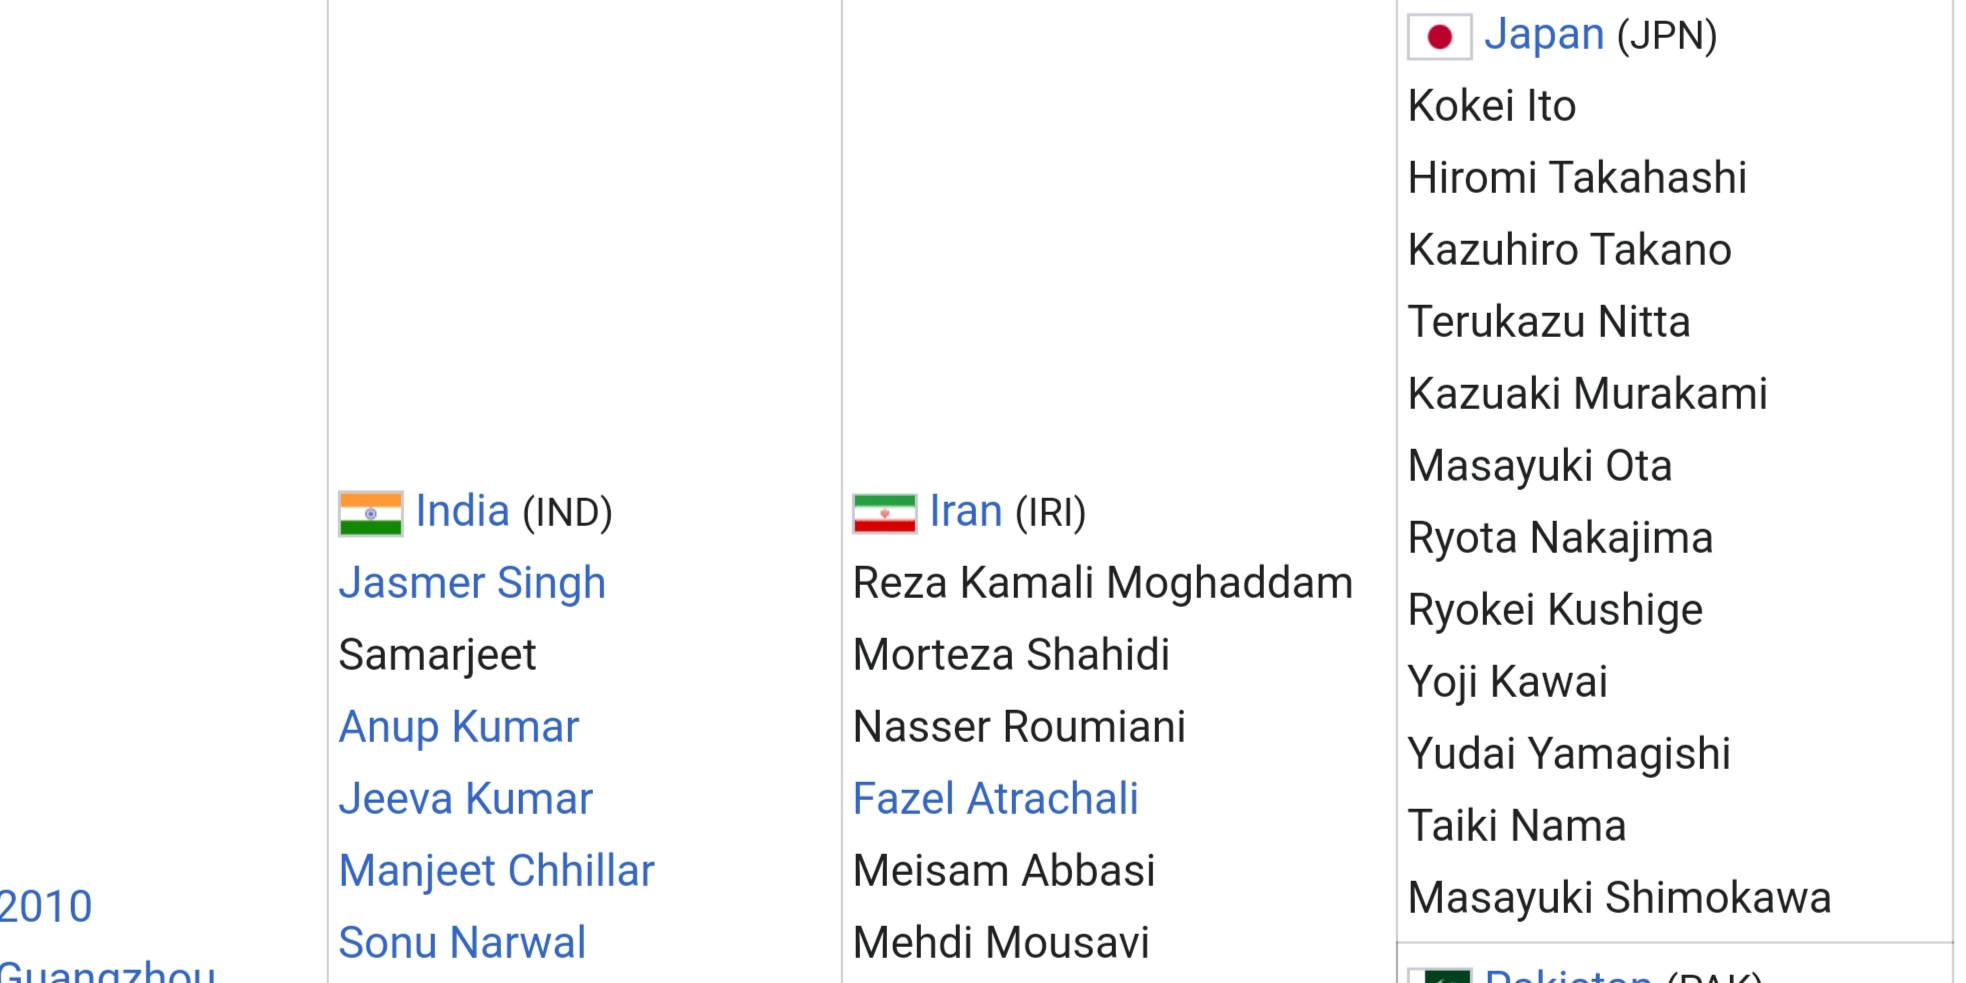 2010
Guangzhou
India (IND)
Jasmer Singh
Samarjeet
Anup Kumar
Jeeva Kumar
Manjeet Chhillar
Sonu Narwal
Iran (IRI)
Reza Kamali Moghaddam
Morteza Shahidi
Nasser Roumiani
Fazel Atrachali
Meisam Abbasi
Mehdi Mousavi
Japan (JPN)
Kokei Ito
Hiromi Takahashi
Kazuhiro Takano
Terukazu Nitta
Kazuaki Murakami
Masayuki Ota
Ryota Nakajima
Ryokei Kushige
Yoji Kawai
Yudai Yamagishi
Taiki Nama
Masayuki Shimokawa
Pakistan (PAK)